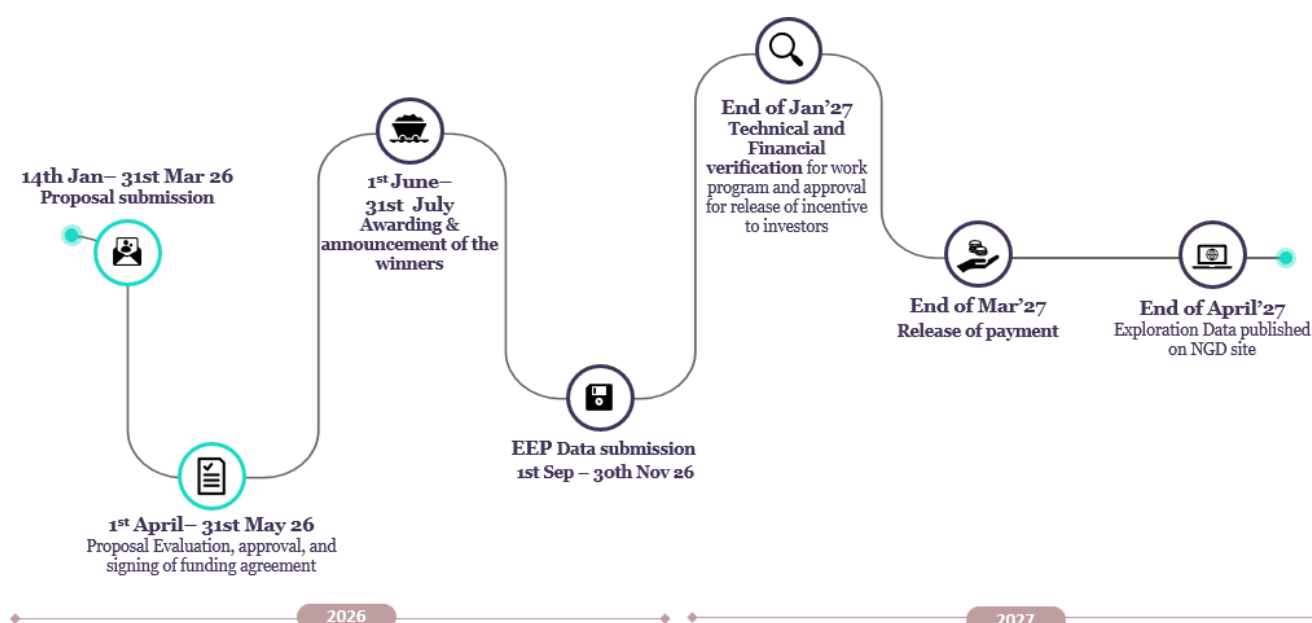 14th Jan– 31st Mar 26
Proposal submission
1st April– 31st May 26
Proposal Evaluation, approval, and
signing of funding agreement
1st June–
31st July
Awarding &
announcement of the
winners
EEP Data submission
1st Sep – 30th Nov 26
End of Jan’27
Technical and
Financial
verification for work
program and approval
for release of incentive
to investors
End of Mar’27
Release of payment
End of April’27
Exploration Data published
on NGD site
2026
2027